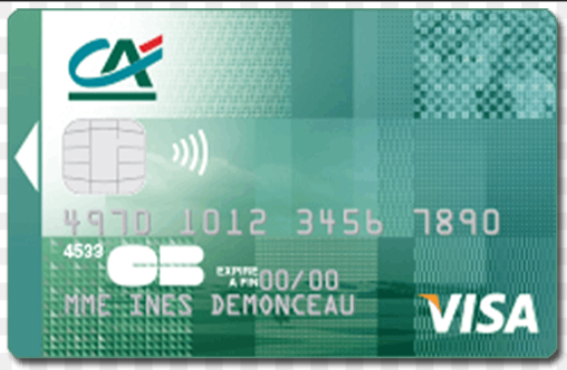 CA
4970 1012 3456 7890
4533 CB
EXPIRE
A FIN 00/00
MME INES DEMONCEAU
VISA